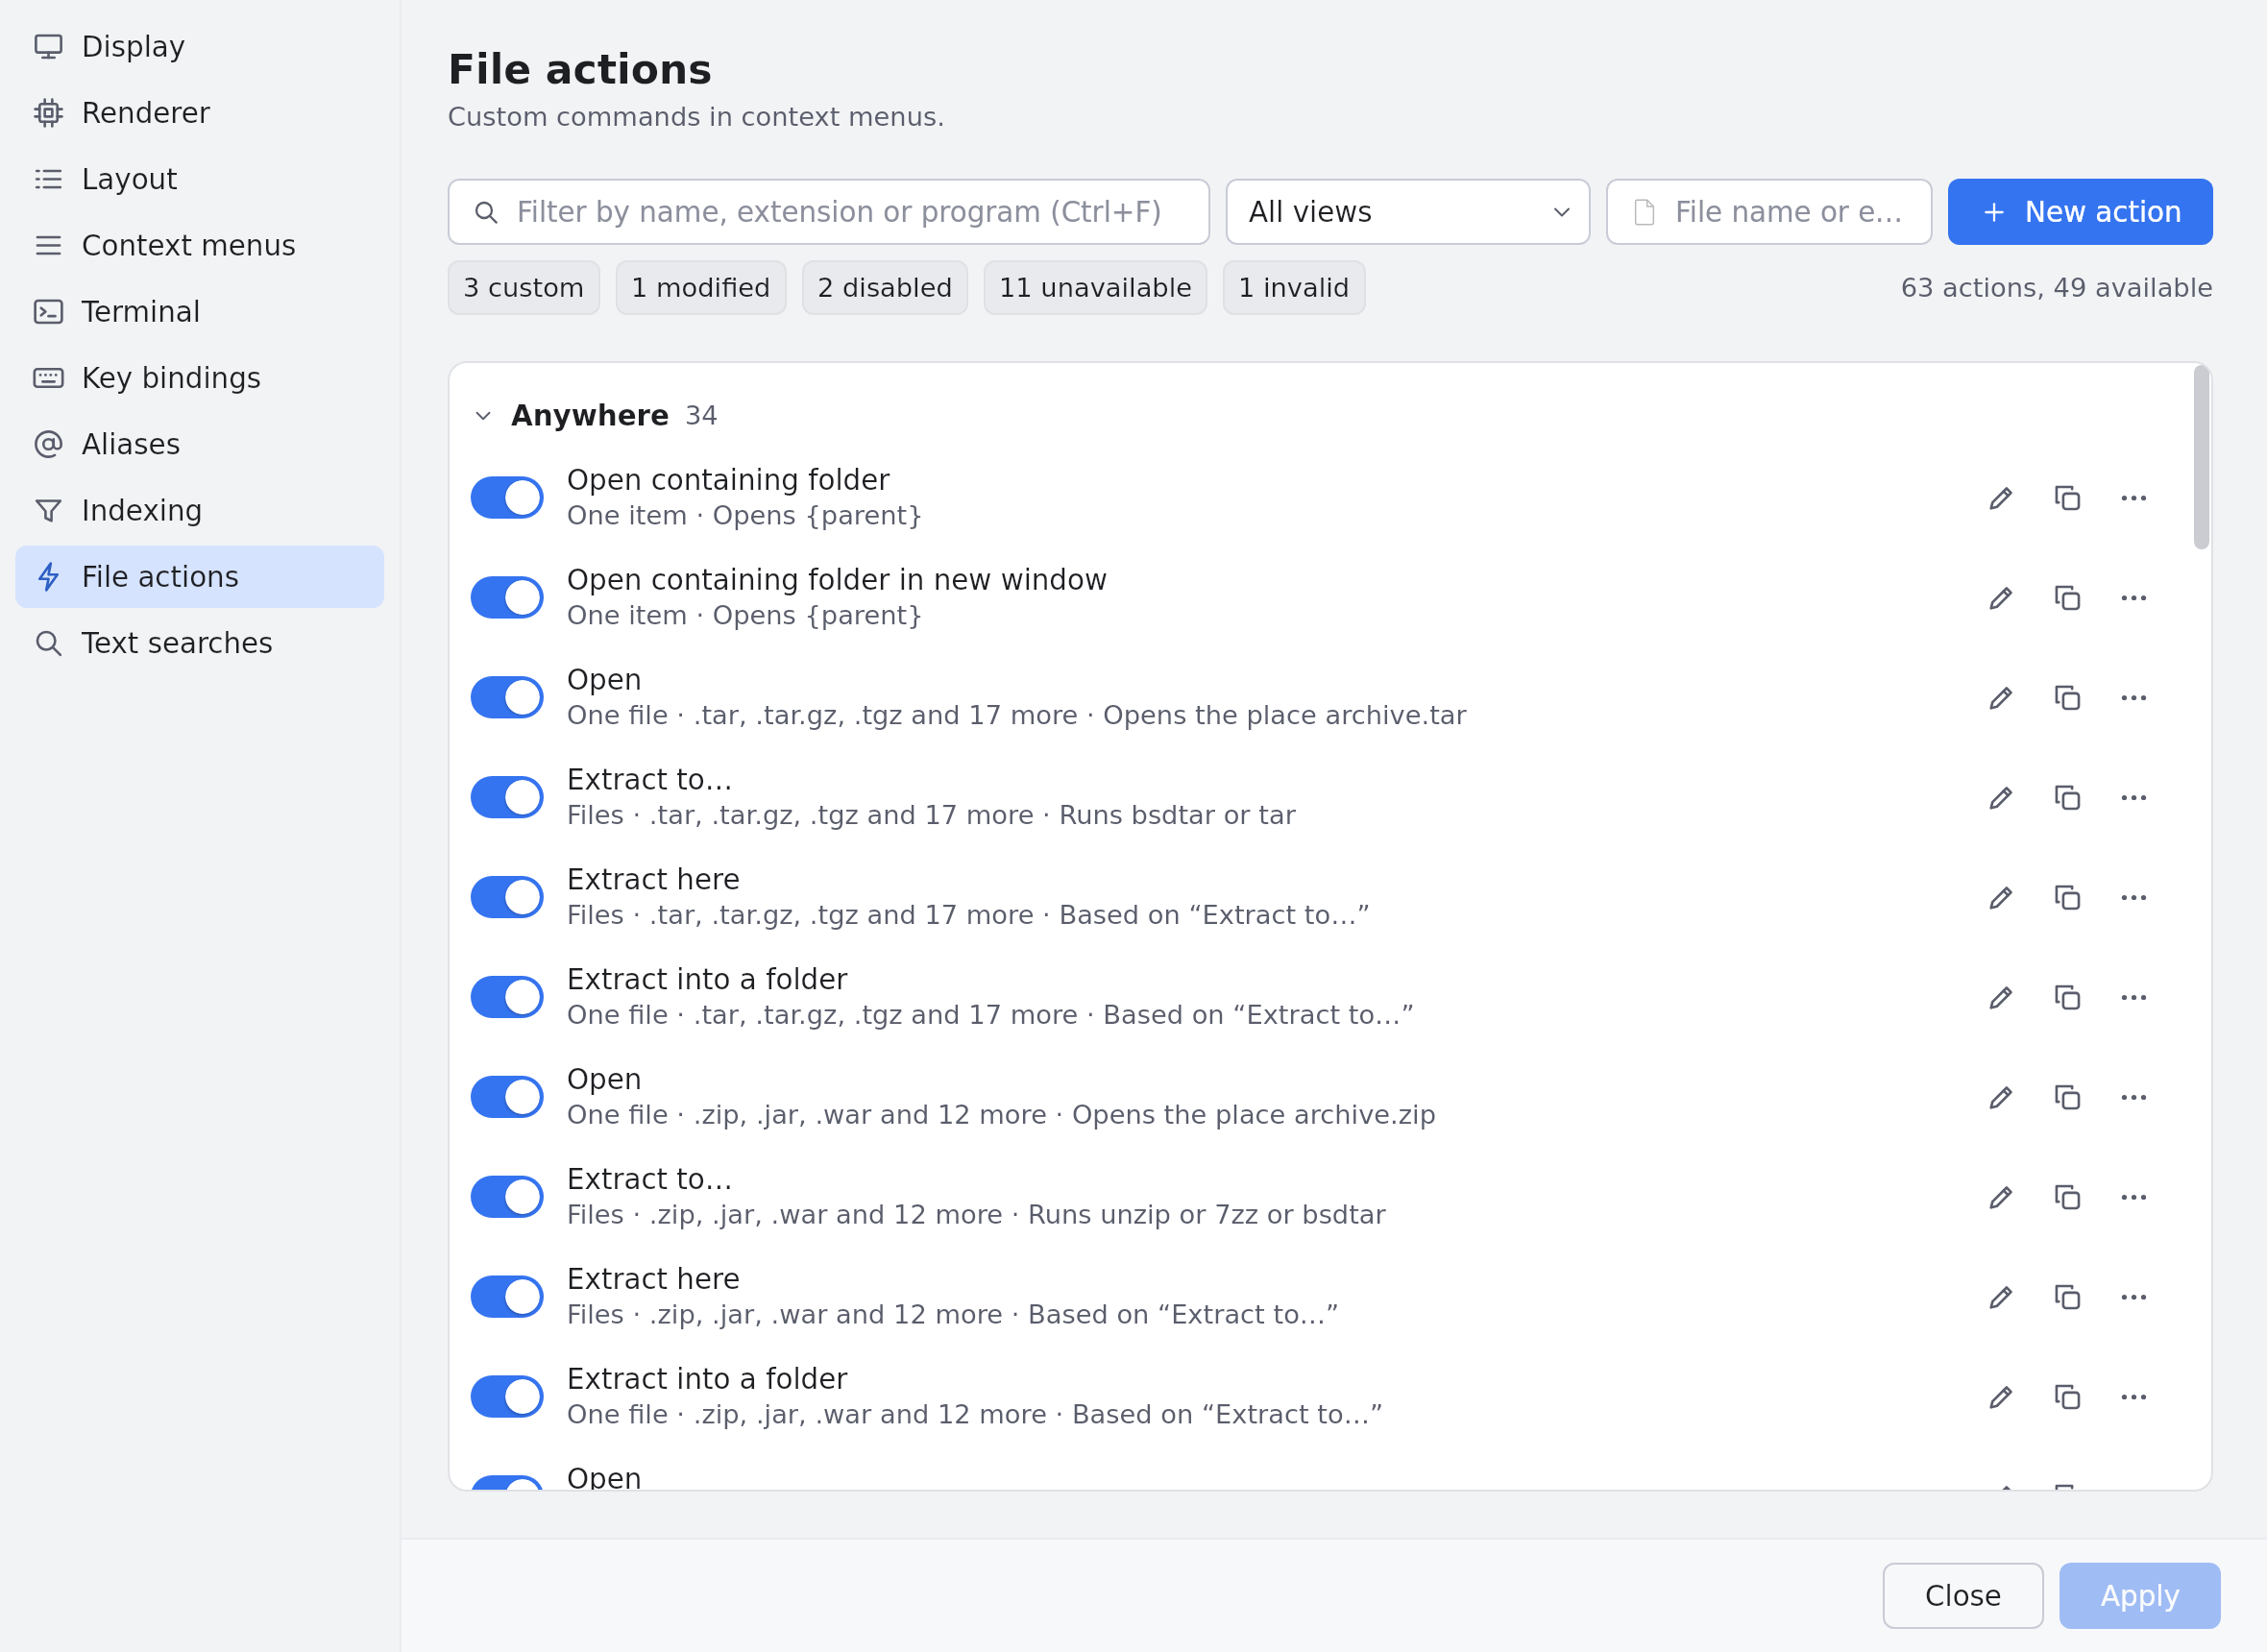 Display
Renderer
Layout
Context menus
Terminal
Key bindings
Aliases
Indexing
File actions
Text searches
File actions
Custom commands in context menus.
Filter by name, extension or program (Ctrl+F)
All views
File name or e…
New action
3 custom
1 modified
2 disabled
11 unavailable
1 invalid
63 actions, 49 available
Anywhere 34
Open containing folder
One item · Opens {parent}
Open containing folder in new window
One item · Opens {parent}
Open
One file · .tar, .tar.gz, .tgz and 17 more · Opens the place archive.tar
Extract to…
Files · .tar, .tar.gz, .tgz and 17 more · Runs bsdtar or tar
Extract here
Files · .tar, .tar.gz, .tgz and 17 more · Based on “Extract to…”
Extract into a folder
One file · .tar, .tar.gz, .tgz and 17 more · Based on “Extract to…”
Open
One file · .zip, .jar, .war and 12 more · Opens the place archive.zip
Extract to…
Files · .zip, .jar, .war and 12 more · Runs unzip or 7zz or bsdtar
Extract here
Files · .zip, .jar, .war and 12 more · Based on “Extract to…”
Extract into a folder
One file · .zip, .jar, .war and 12 more · Based on “Extract to…”
Open
Close
Apply